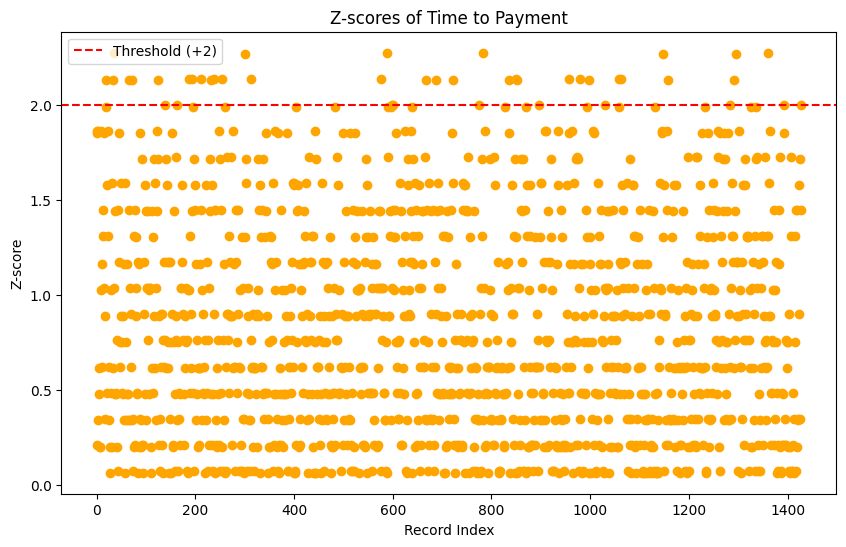 Z-scores of Time to Payment
Threshold (+2)
Z-score
2.0
1.5
1.0
0.5
0.0
0 200 400 600 800 1000 1200 1400
Record Index